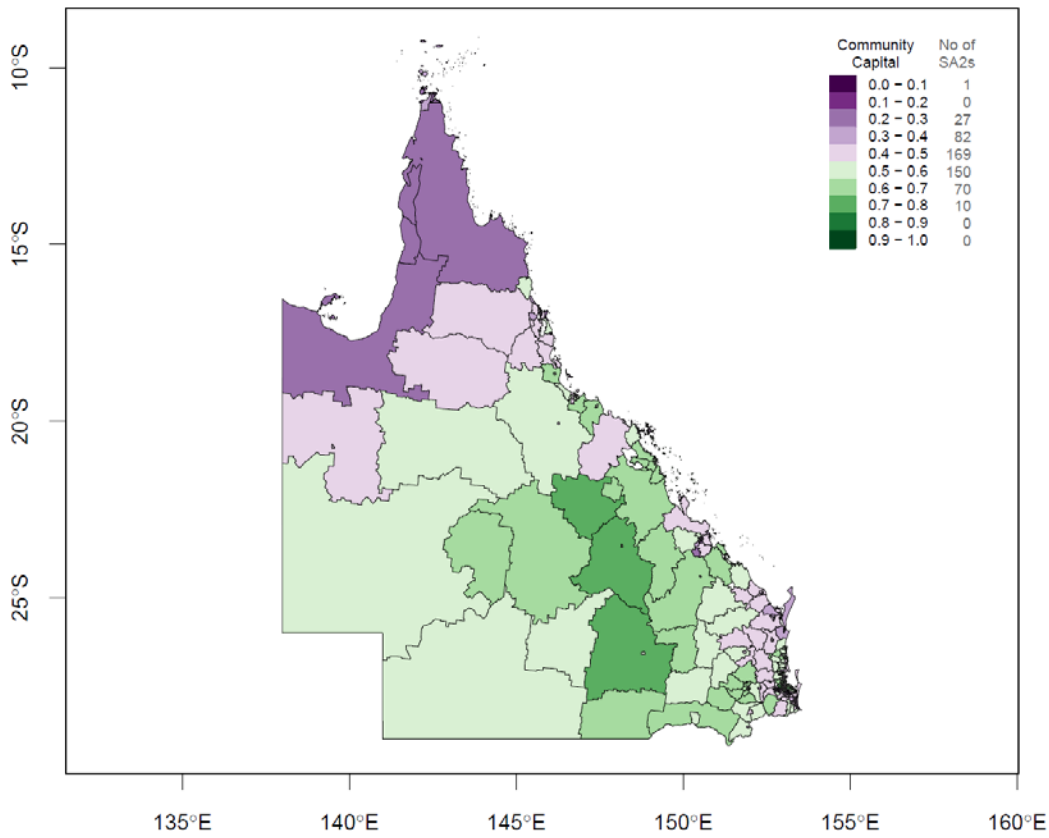 Community No of
Capital SA2s
0.0 − 0.1 1
0.1 − 0.2 0
0.2 − 0.3 27
0.3 − 0.4 82
0.4 − 0.5 169
0.5 − 0.6 150
0.6 − 0.7 70
0.7 − 0.8 10
0.8 − 0.9 0
0.9 − 1.0 0
10°S
15°S
20°S
25°S
135°E 140°E 145°E 150°E 155°E 160°E